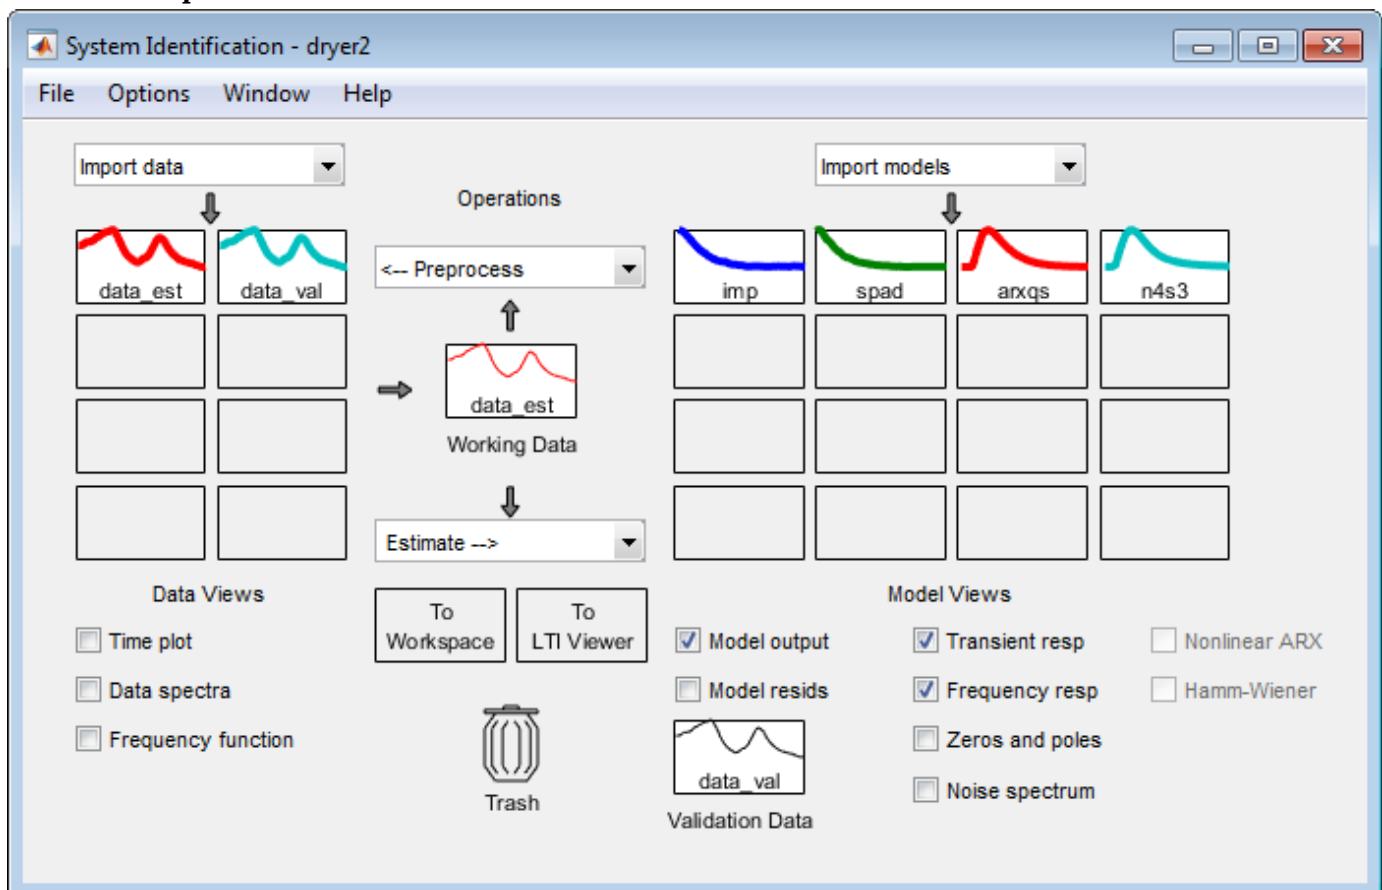 System Identification - dryer2
File Options Window Help
Import data
Import models
Operations
<-- Preprocess
data_est data_val
imp spad arxqs n4s3
data_est
Working Data
Estimate -->
Data Views
Model Views
To Workspace
To LTI Viewer
Time plot
Data spectra
Frequency function
Trash
Model output
Model resids
data_val
Validation Data
Transient resp
Frequency resp
Zeros and poles
Noise spectrum
Nonlinear ARX
Hamm-Wiener